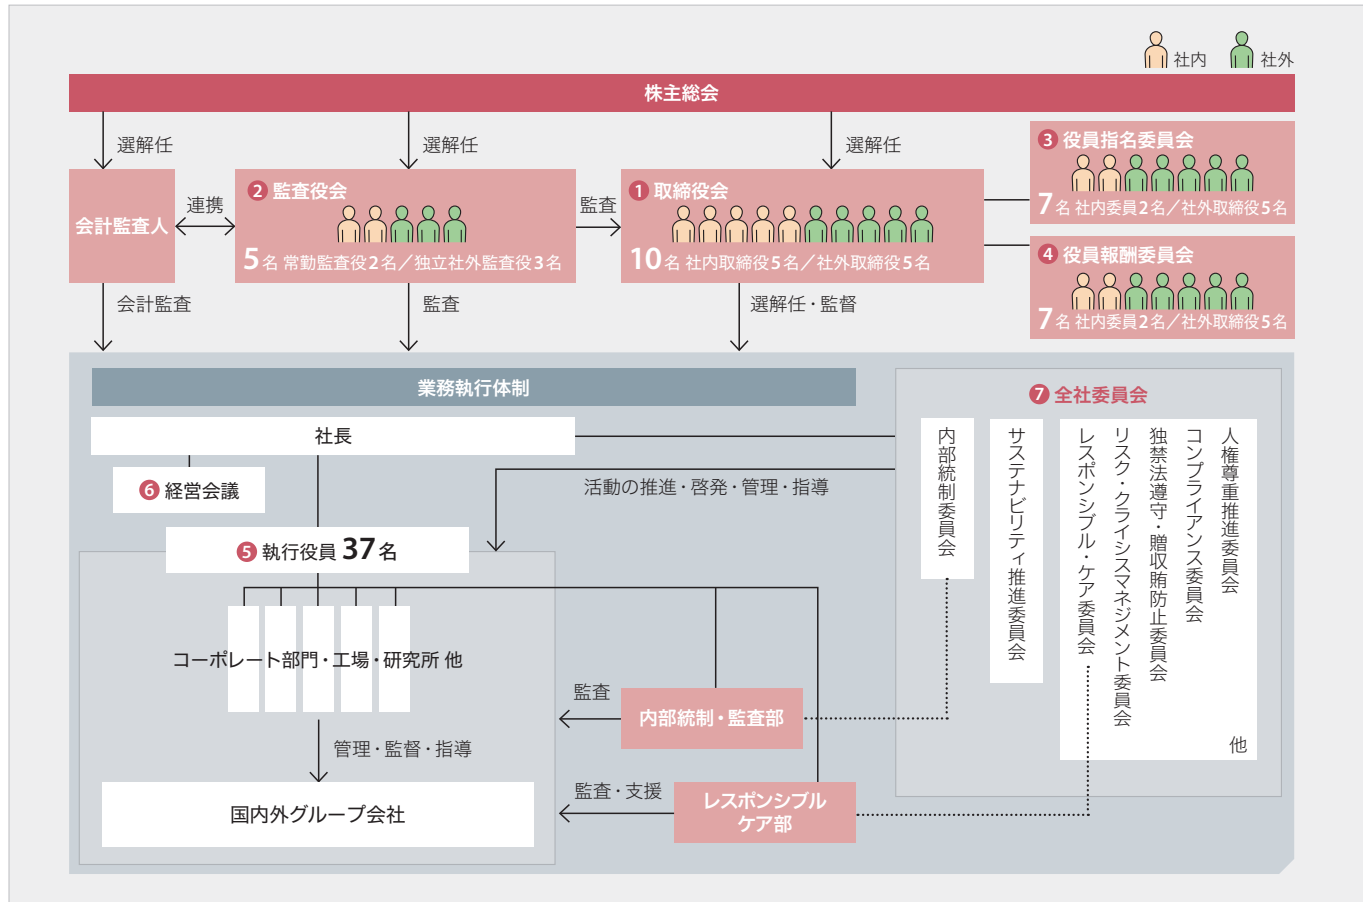 社内
社外
株主総会
選解任
選解任
選解任
会計監査人
連携
❷ 監査役会
5名 常勤監査役2名／独立社外監査役3名
監査
❶ 取締役会
10名 社内取締役5名／社外取締役5名
❸ 役員指名委員会
7名 社内委員2名／社外取締役5名
❹ 役員報酬委員会
7名 社内委員2名／社外取締役5名
会計監査
監査
選解任・監督
業務執行体制
社長
❻ 経営会議
活動の推進・啓発・管理・指導
❺ 執行役員 37名
コーポレート部門・工場・研究所 他
管理・監督・指導
国内外グループ会社
監査
内部統制・監査部
監査・支援
レスポンシブル
ケア部
❼ 全社委員会
内部統制委員会
サステナビリティ推進委員会
人権尊重推進委員会
コンプライアンス委員会
独禁法遵守・贈収賄防止委員会
リスク・クライシスマネジメント委員会
レスポンシブル・ケア委員会
他